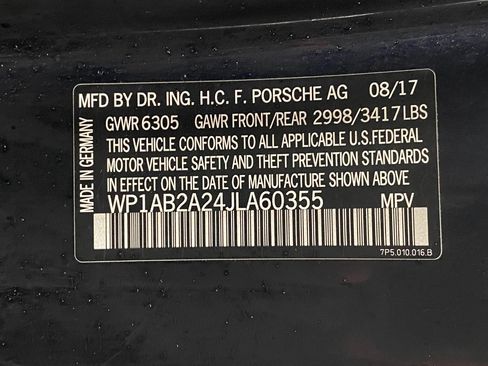 MFD BY DR. ING. H.C. F. PORSCHE AG 08/17
GVWR 6305 GAWR FRONT/REAR 2998/3417 LBS
THIS VEHICLE CONFORMS TO ALL APPLICABLE U.S.FEDERAL
MOTOR VEHICLE SAFETY AND THEFT PREVENTION STANDARDS
IN EFFECT ON THE DATE OF MANUFACTURE SHOWN ABOVE
WP1AB2A24JLA60355 MPV
7P5.010.016.B
MADE IN GERMANY